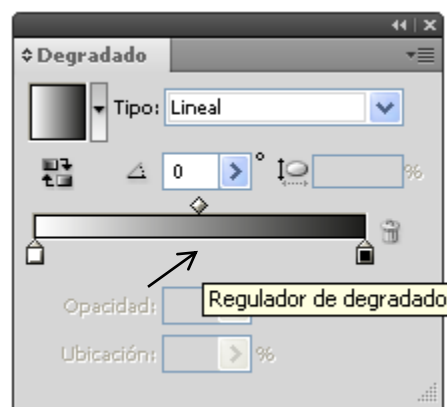 Degradado
Tipo: Lineal
0 ° %
Regulador de degradado
Opacidad:
Ubicación: %